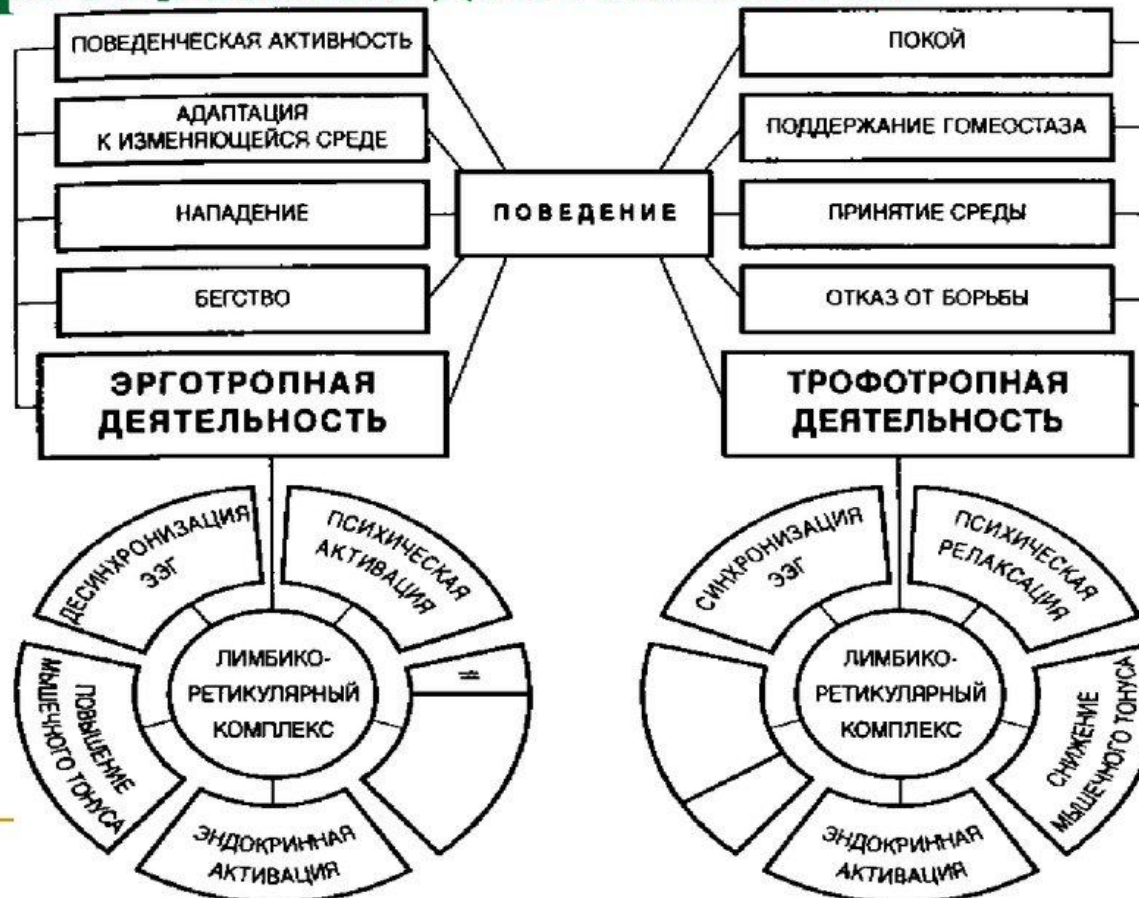 ПОВЕДЕНЧЕСКАЯ АКТИВНОСТЬ
АДАПТАЦИЯ
К ИЗМЕНЯЮЩЕЙСЯ СРЕДЕ
НАПАДЕНИЕ
БЕГСТВО
ЭРГОТРОПНАЯ
ДЕЯТЕЛЬНОСТЬ
ПОВЕДЕНИЕ
ПОКОЙ
ПОДДЕРЖАНИЕ ГОМЕОСТАЗА
ПРИНЯТИЕ СРЕДЫ
ОТКАЗ ОТ БОРЬБЫ
ТРОФОТРОПНАЯ
ДЕЯТЕЛЬНОСТЬ
ДЕСИНХРОНИЗАЦИЯ
ЭЭГ
ПСИХИЧЕСКАЯ
АКТИВАЦИЯ
ЛИМБИКО-
РЕТИКУЛЯРНЫЙ
КОМПЛЕКС
ПОВЫШЕНИЕ
МЫШЕЧНОГО ТОНУСА
ЭНДОКРИННАЯ
АКТИВАЦИЯ
СИНХРОНИЗАЦИЯ
ЭЭГ
ПСИХИЧЕСКАЯ
РЕЛАКСАЦИЯ
ЛИМБИКО-
РЕТИКУЛЯРНЫЙ
КОМПЛЕКС
СНИЖЕНИЕ
МЫШЕЧНОГО ТОНУСА
ЭНДОКРИННАЯ
АКТИВАЦИЯ